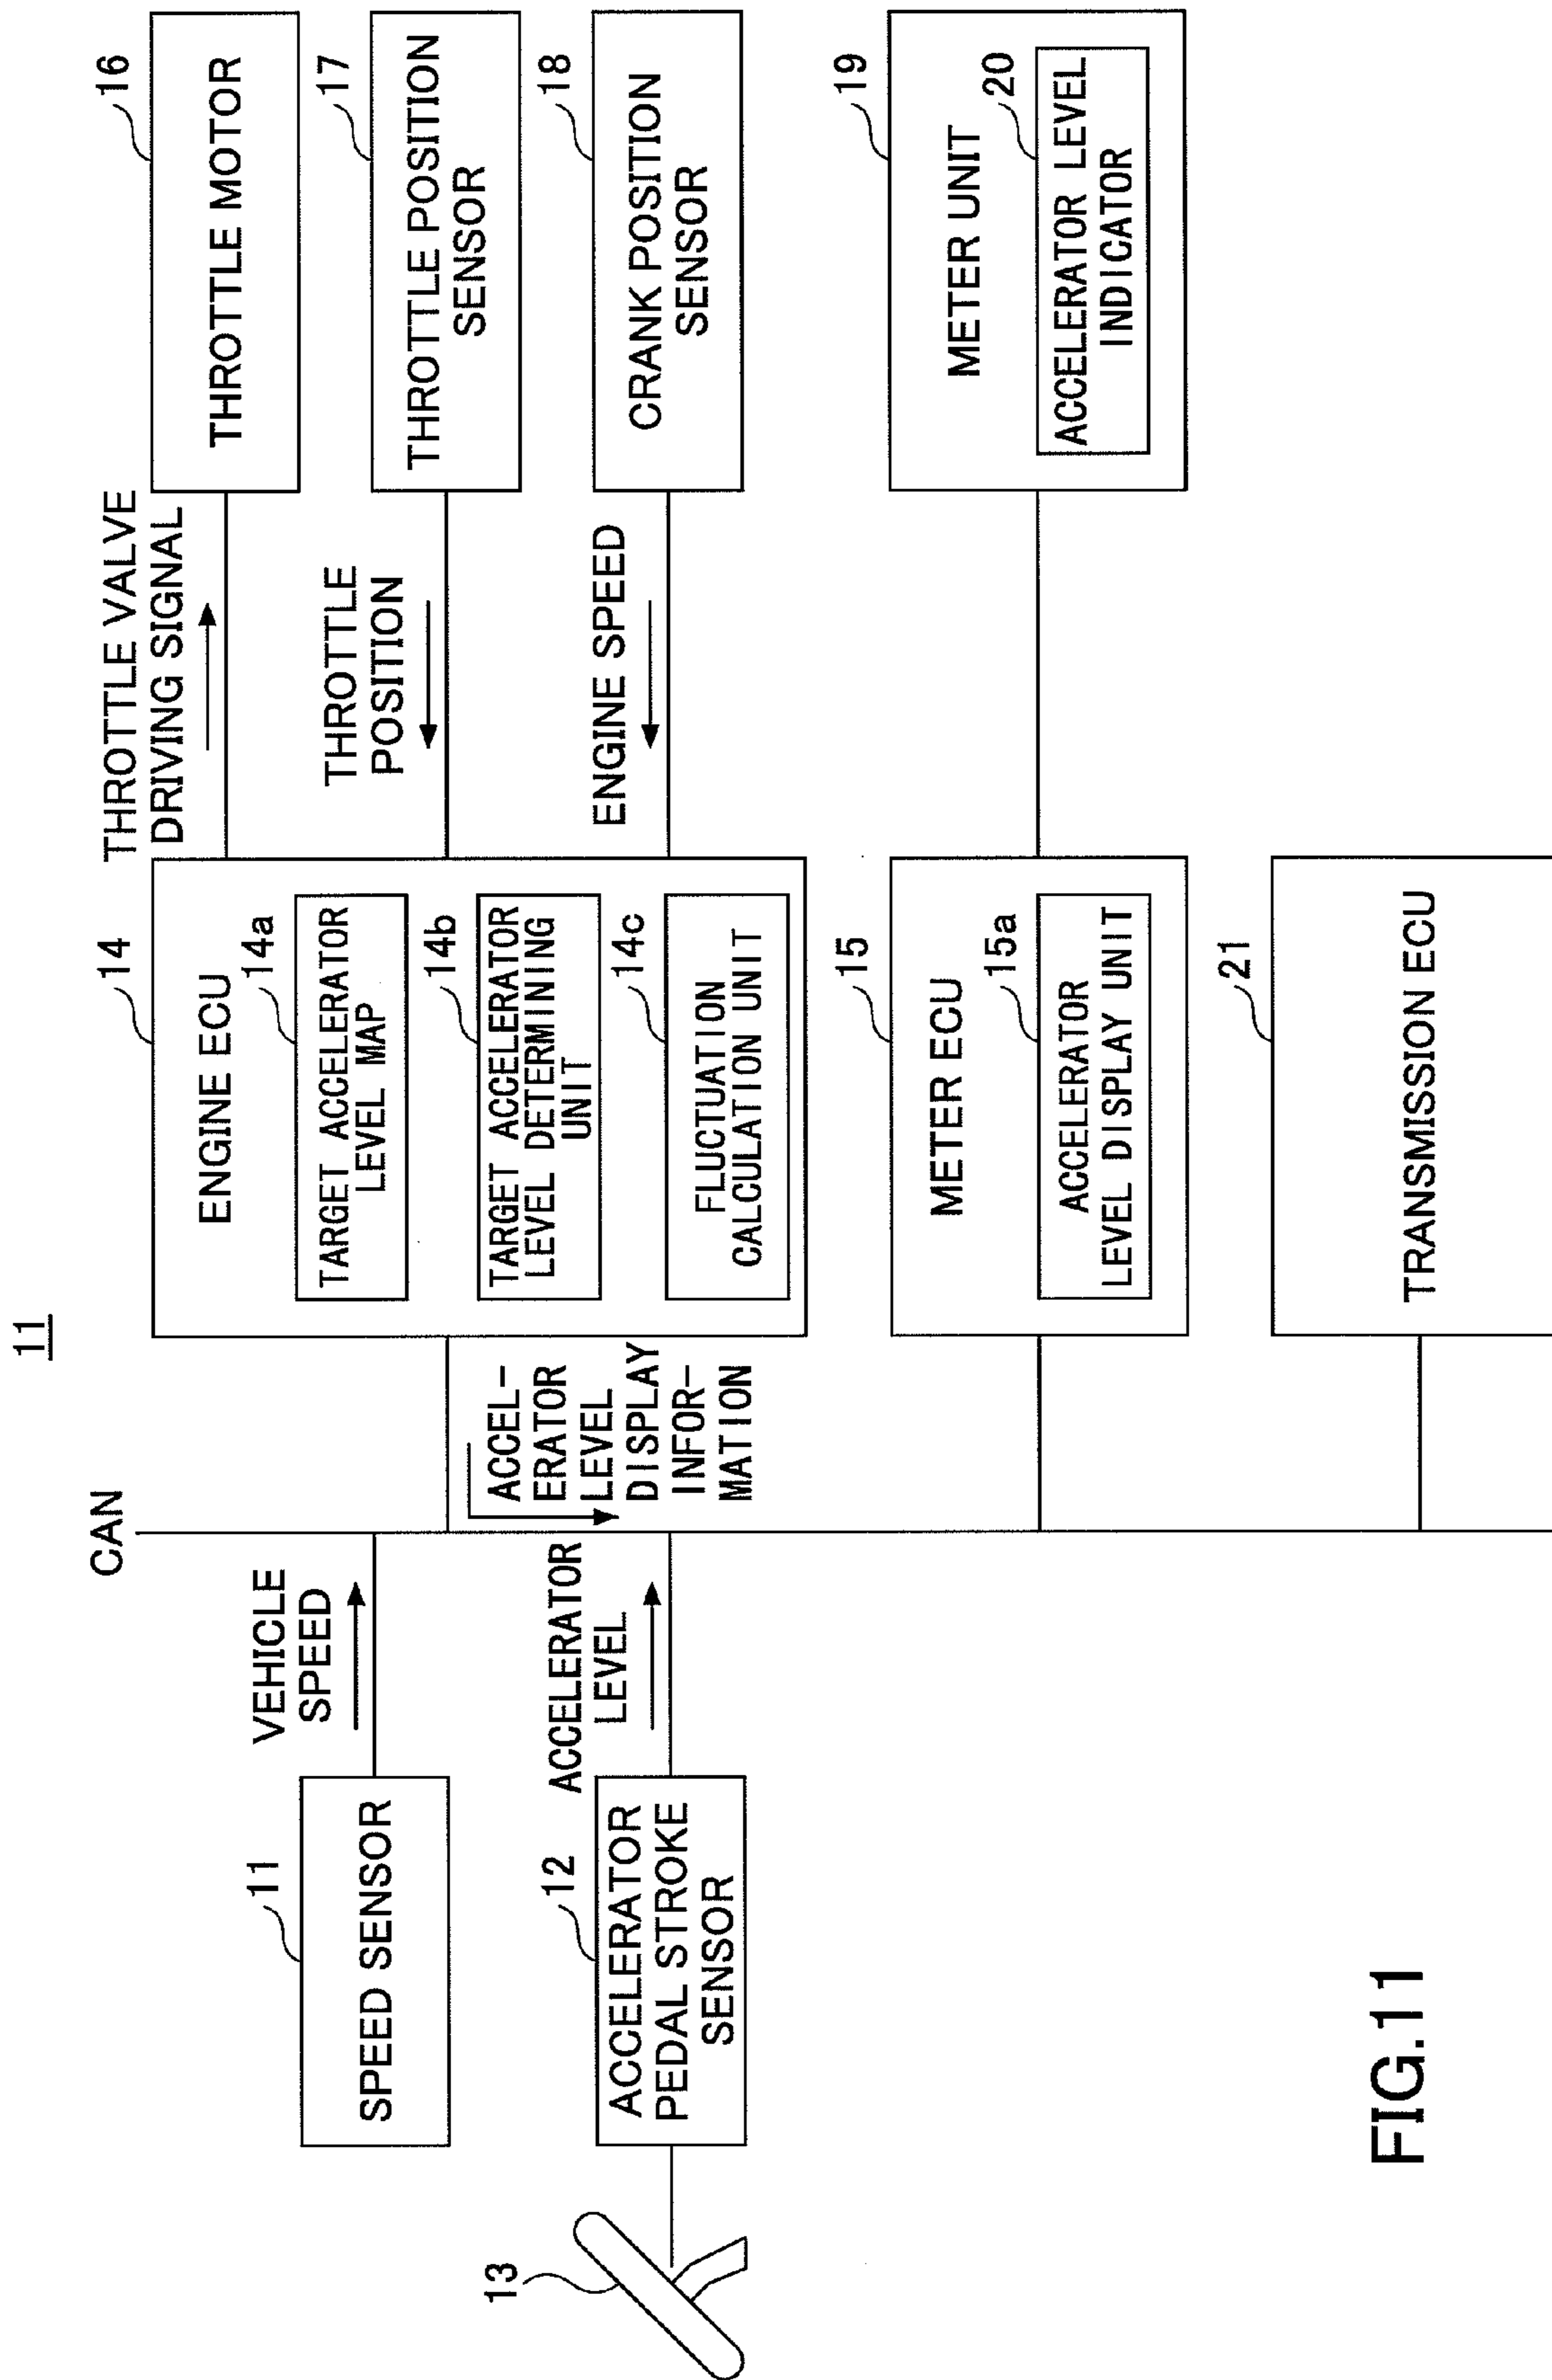 11
CAN
VEHICLE
SPEED
11
SPEED SENSOR
ACCELERATOR
LEVEL
12
ACCELERATOR
PEDAL STROKE
SENSOR
13
ACCEL-
ERATOR
LEVEL
DISPLAY
INFOR-
MATION
14
ENGINE ECU
14a
TARGET ACCELERATOR
LEVEL MAP
14b
TARGET ACCELERATOR
LEVEL DETERMINING
UNIT
14c
FLUCTUATION
CALCULATION UNIT
15
METER ECU
15a
ACCELERATOR
LEVEL DISPLAY UNIT
21
TRANSMISSION ECU
THROTTLE VALVE
DRIVING SIGNAL
16
THROTTLE MOTOR
THROTTLE
POSITION
17
THROTTLE POSITION
SENSOR
ENGINE SPEED
18
CRANK POSITION
SENSOR
19
METER UNIT
20
ACCELERATOR LEVEL
INDICATOR
FIG.11